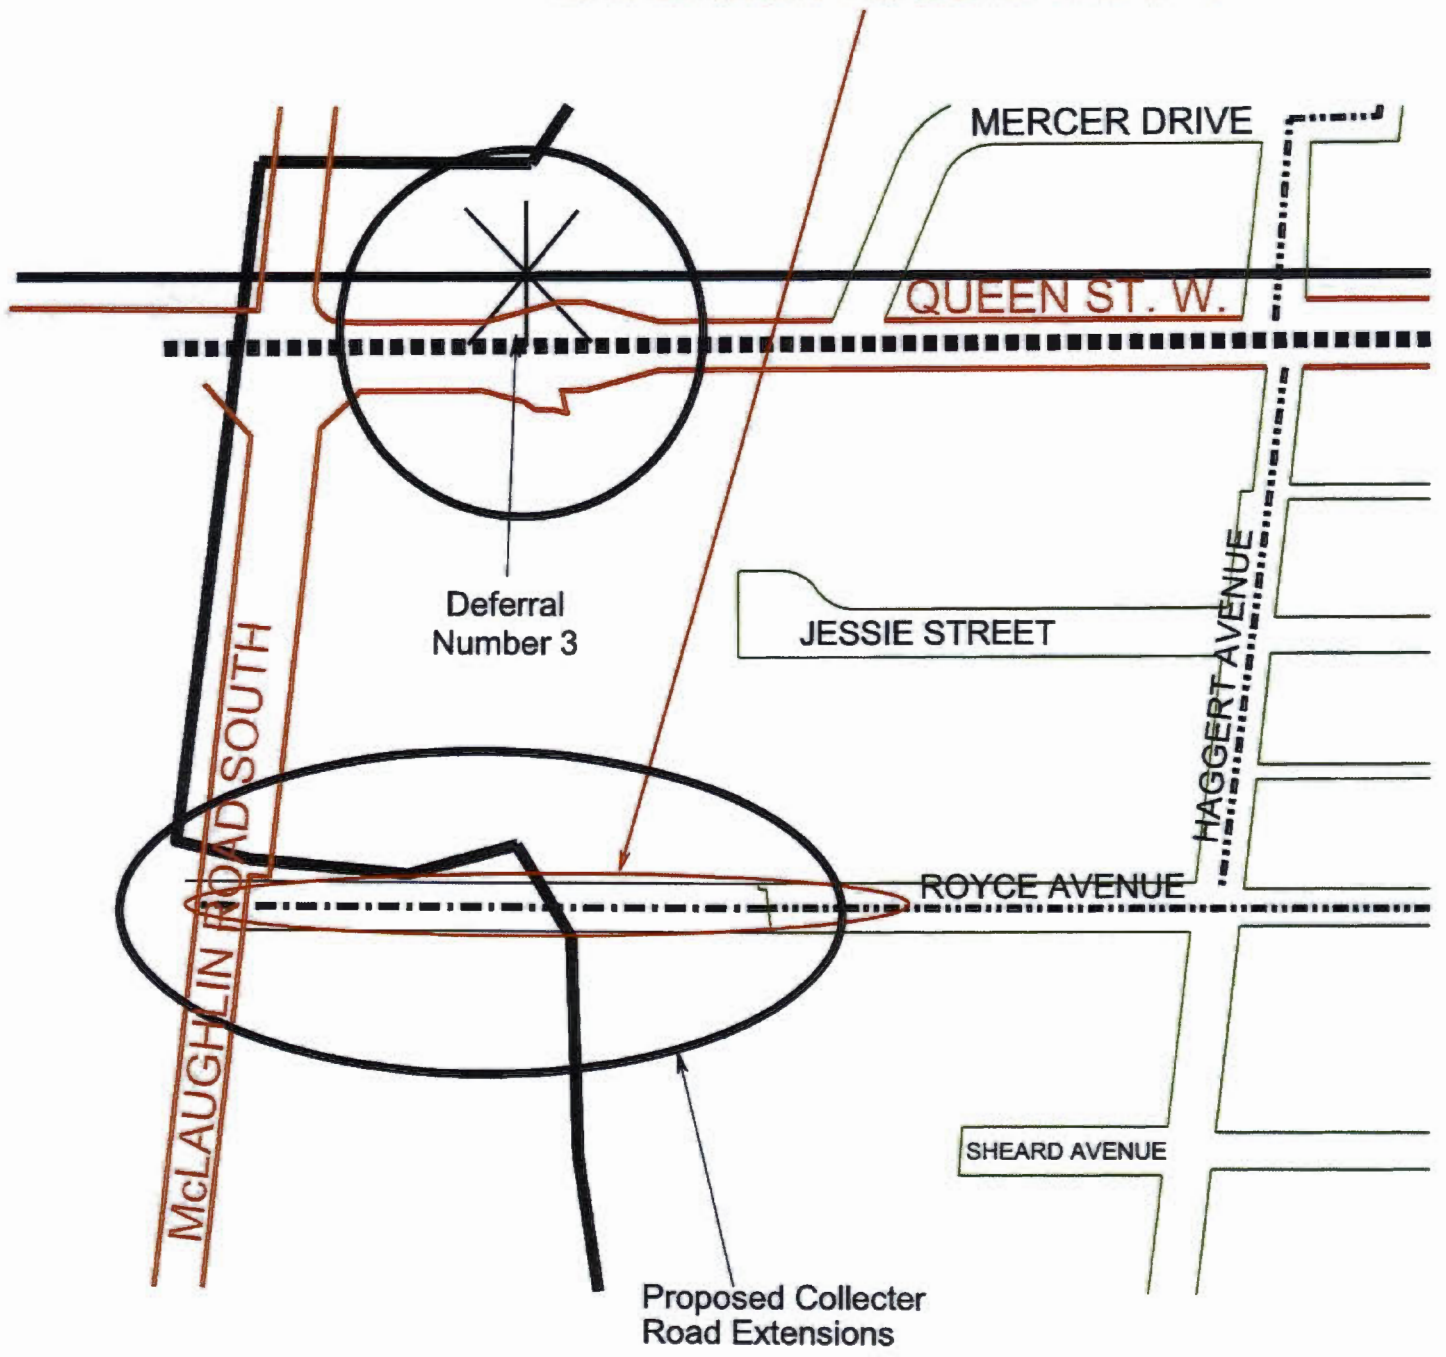 MERCER DRIVE
QUEEN ST. W.
Deferral
Number 3
JESSIE STREET
HAGGERT AVENUE
McLAUGHLIN ROAD SOUTH
ROYCE AVENUE
SHEARD AVENUE
Proposed Collecter
Road Extensions